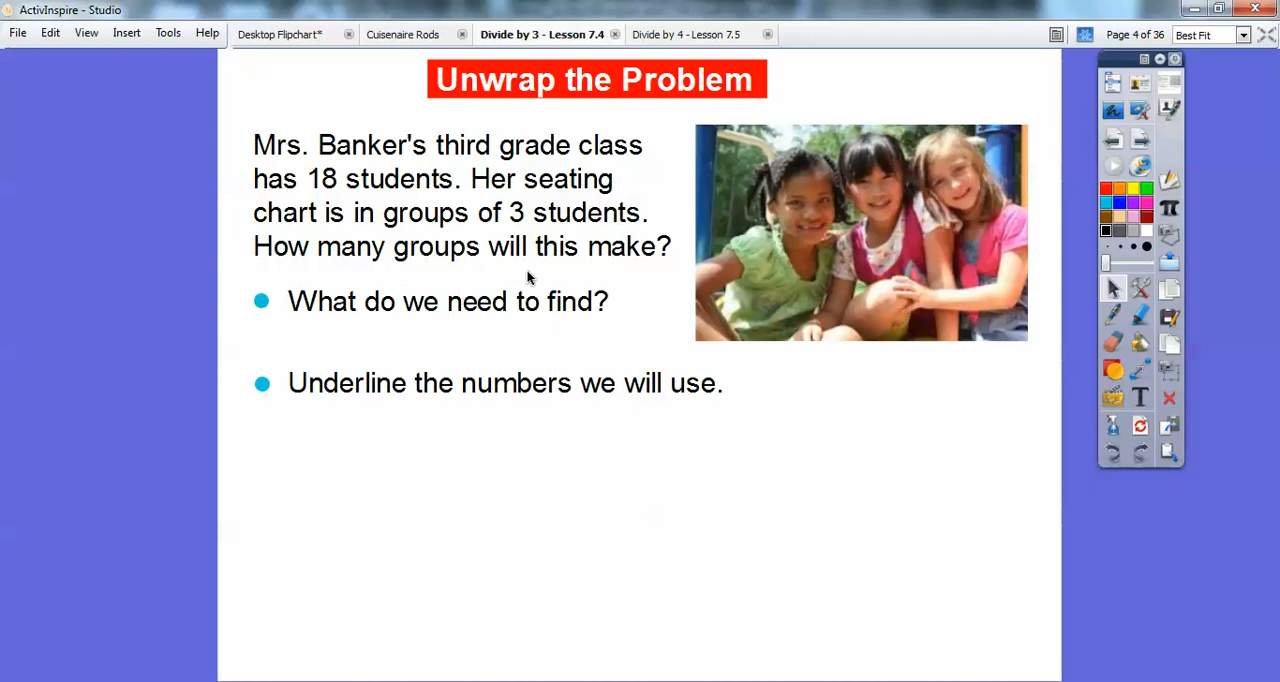 ActivInspire - Studio
File Edit View Insert Tools Help
Desktop Flipchart* Cuisenaire Rods Divide by 3 - Lesson 7.4 Divide by 4 - Lesson 7.5 Page 4 of 36 Best Fit
Unwrap the Problem
Mrs. Banker's third grade class
has 18 students. Her seating
chart is in groups of 3 students.
How many groups will this make?
What do we need to find?
Underline the numbers we will use.